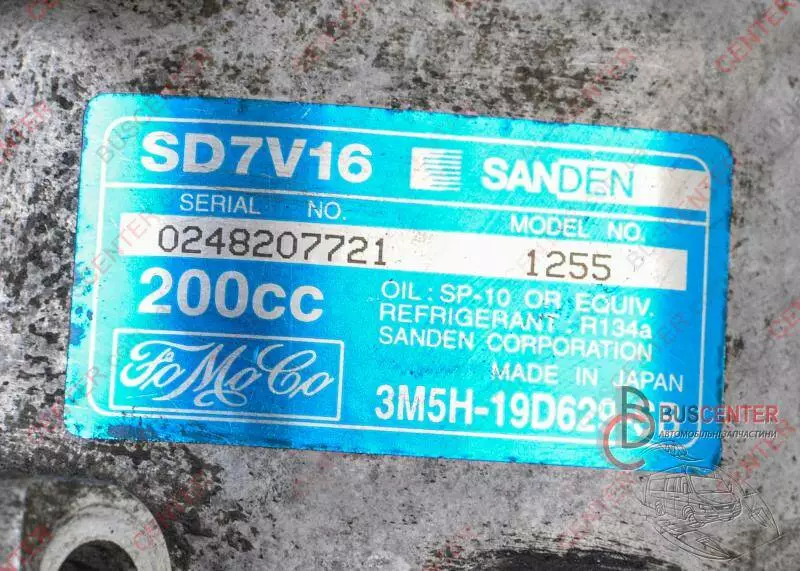 SD7V16 SANDEN
SERIAL NO. MODEL NO.
0248207721 1255
200cc
OIL : SP-10 OR EQUIV.
REFRIGERANT : R134a
SANDEN CORPORATION
MADE IN JAPAN
FoMoCo
3M5H-19D629
BUSCENTER
АВТОМОБІЛЬНІ ЗАПЧАСТИНИ